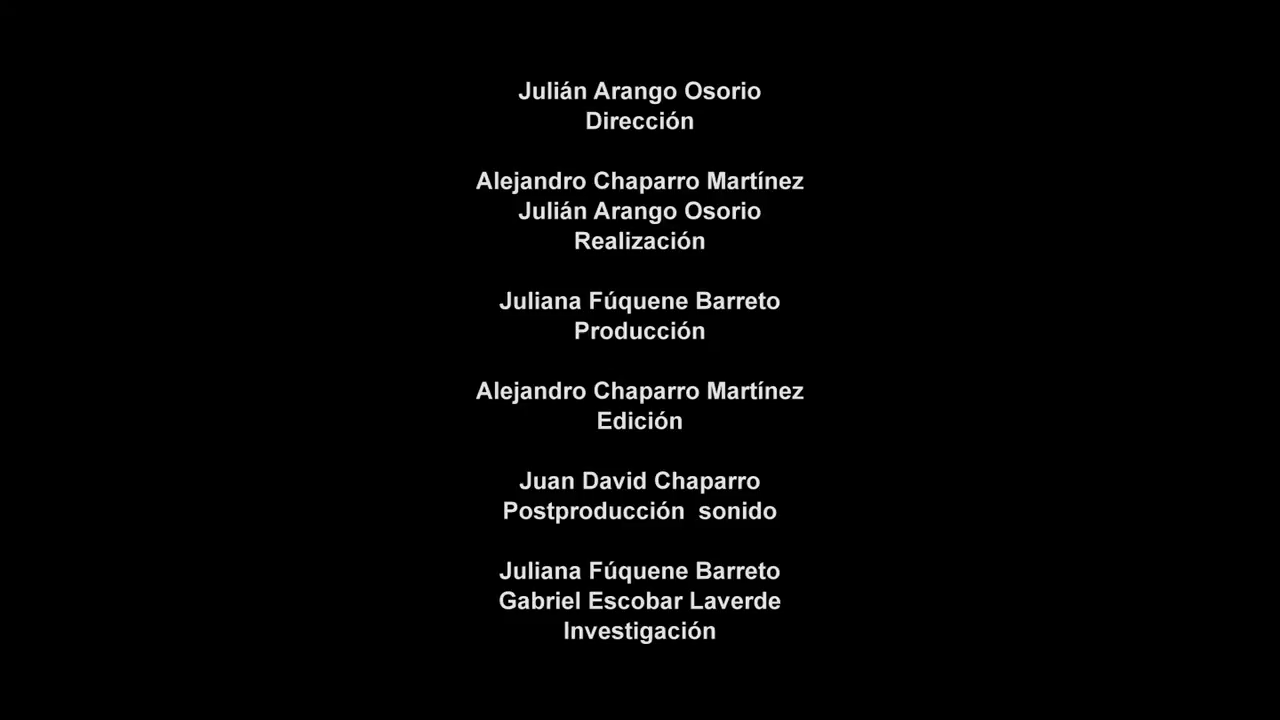 Julián Arango Osorio
Dirección
Alejandro Chaparro Martínez
Julián Arango Osorio
Realización
Juliana Fúquene Barreto
Producción
Alejandro Chaparro Martínez
Edición
Juan David Chaparro
Postproducción  sonido
Juliana Fúquene Barreto
Gabriel Escobar Laverde
Investigación